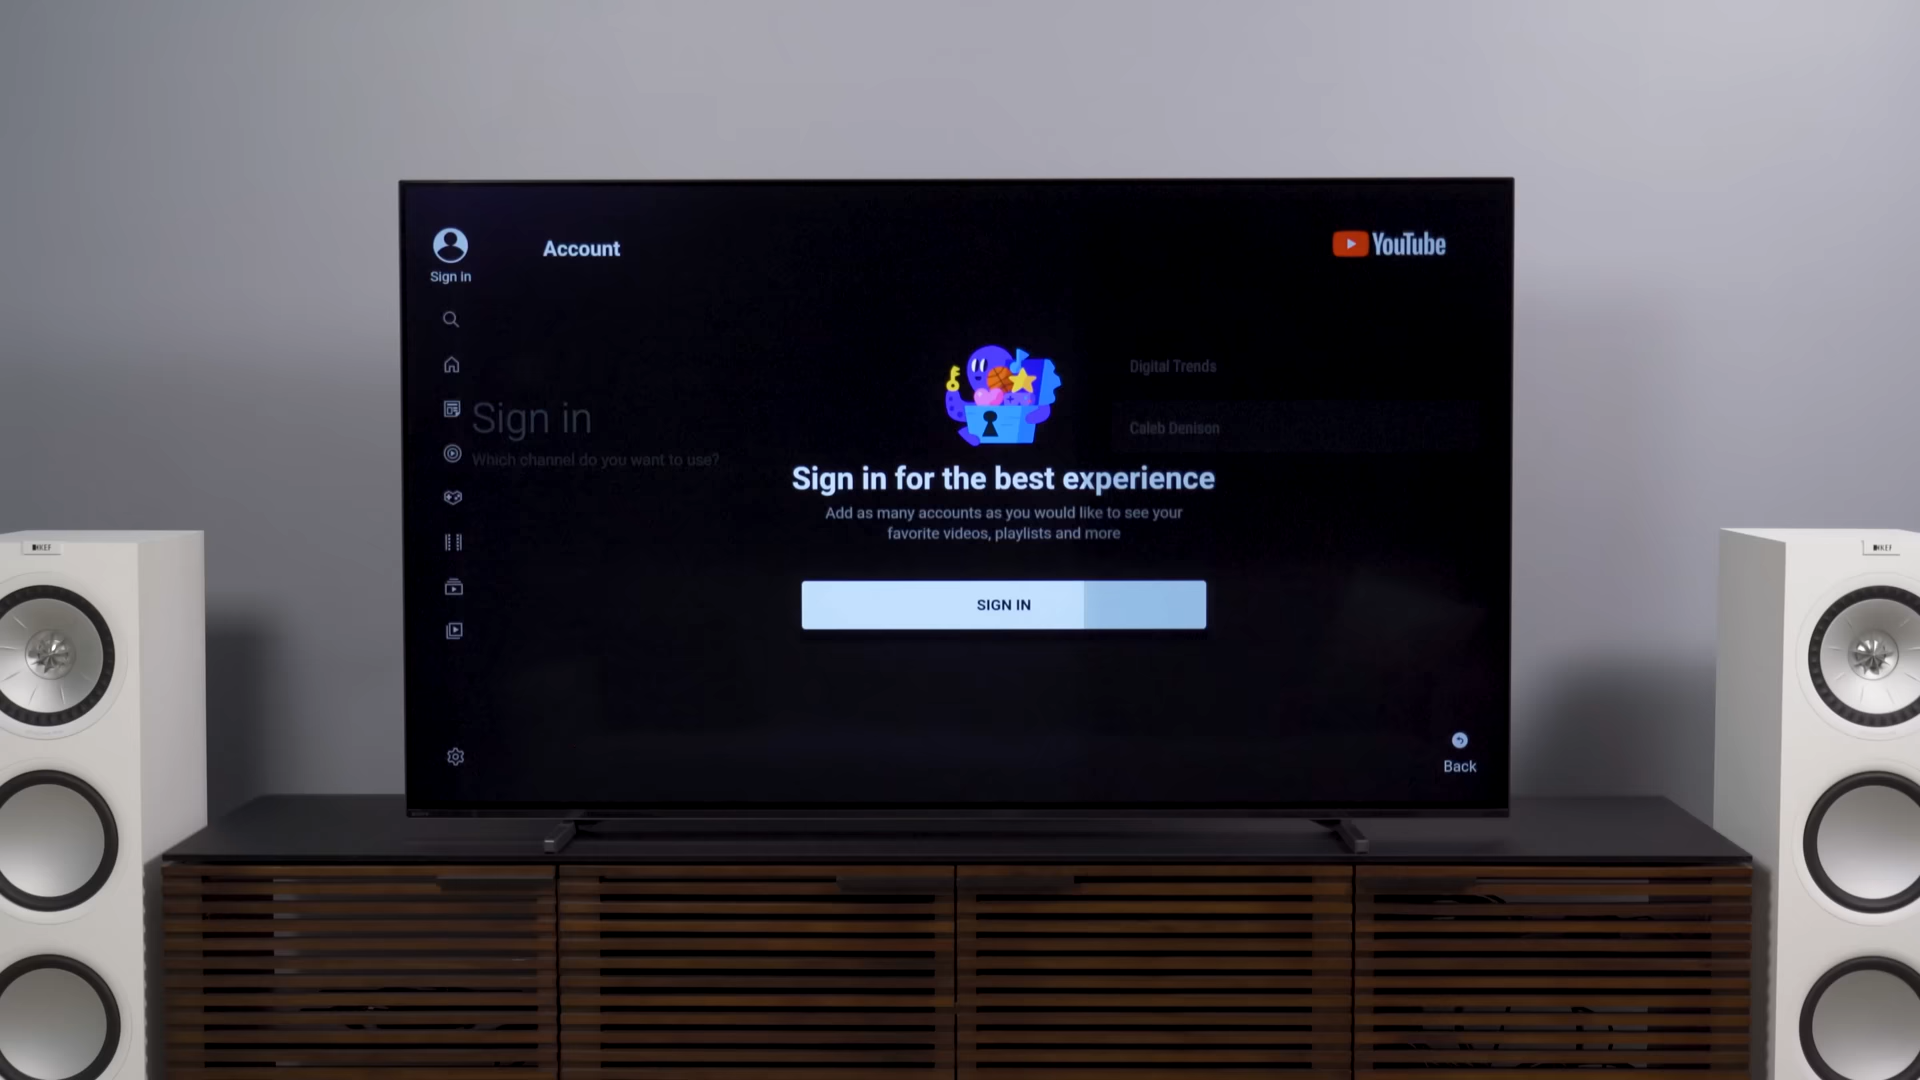 Account
YouTube
Sign in
Digital Trends
Sign in
Caleb Denison
Which channel do you want to use?
Sign in for the best experience
Add as many accounts as you would like to see your
favorite videos, playlists and more
SIGN IN
Back
KEF
KEF